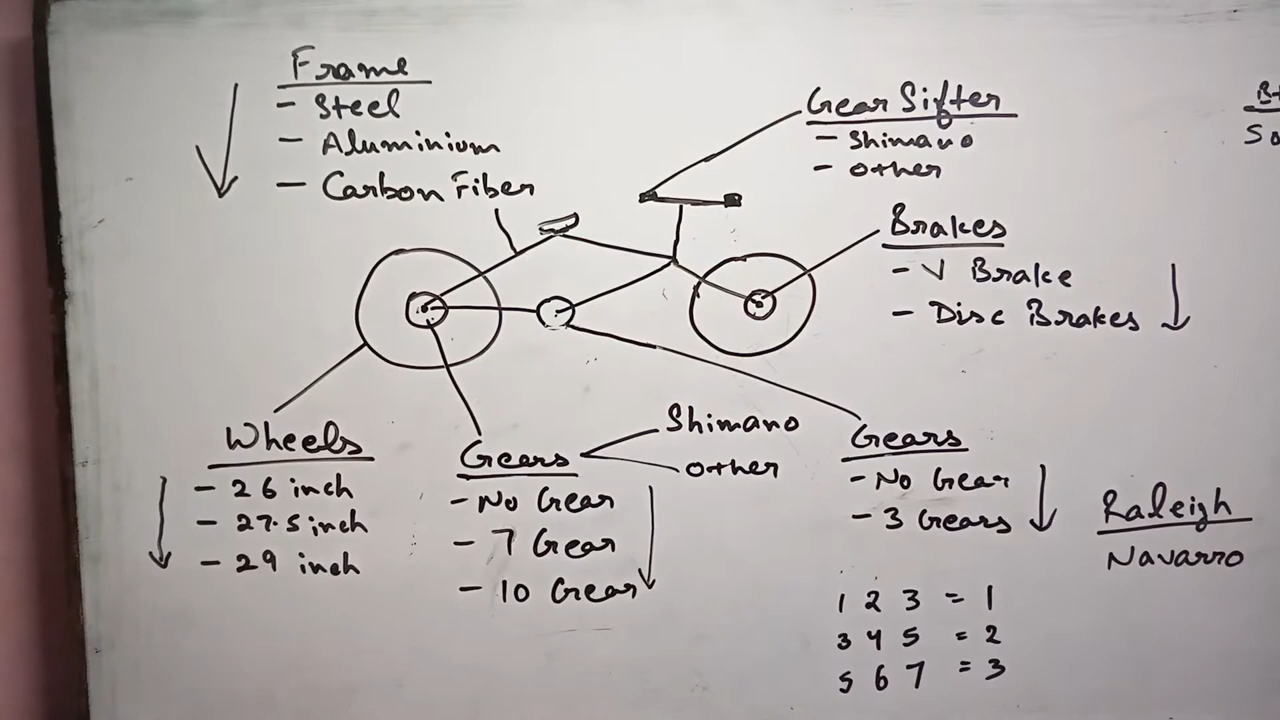 Frame
- Steel
- Aluminium
- Carbon Fiber
Gear Sifter
- Shimano
- other
Brakes
- V Brake
- Disc Brakes
Wheels
- 26 inch
- 27.5 inch
- 29 inch
Gears
- No Gear
- 7 Gear
- 10 Gear
Shimano
other
Gears
- No Gear
- 3 Gears
Raleigh
Navarro
1 2 3 = 1
3 4 5 = 2
5 6 7 = 3